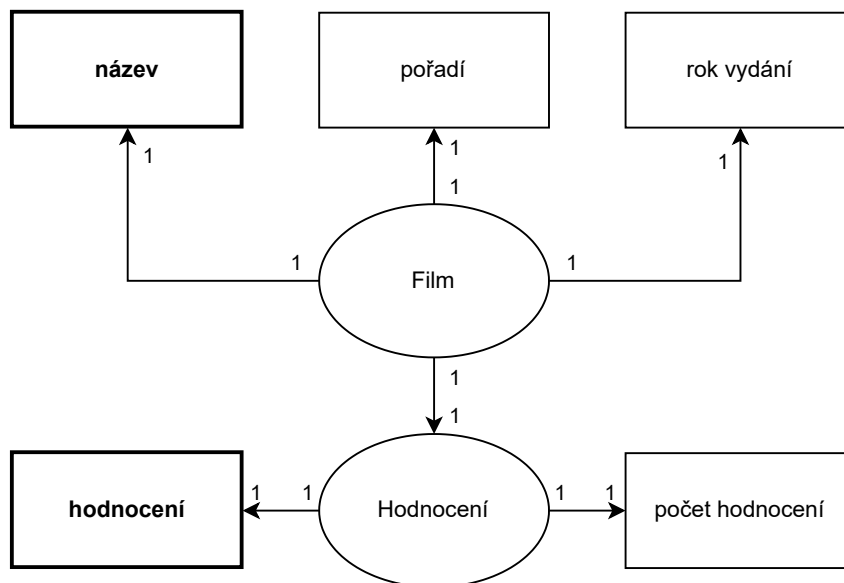 název
pořadí
rok vydání
1
1
1
1
1
1
Film
1
1
hodnocení
1
1
Hodnocení
1
1
počet hodnocení